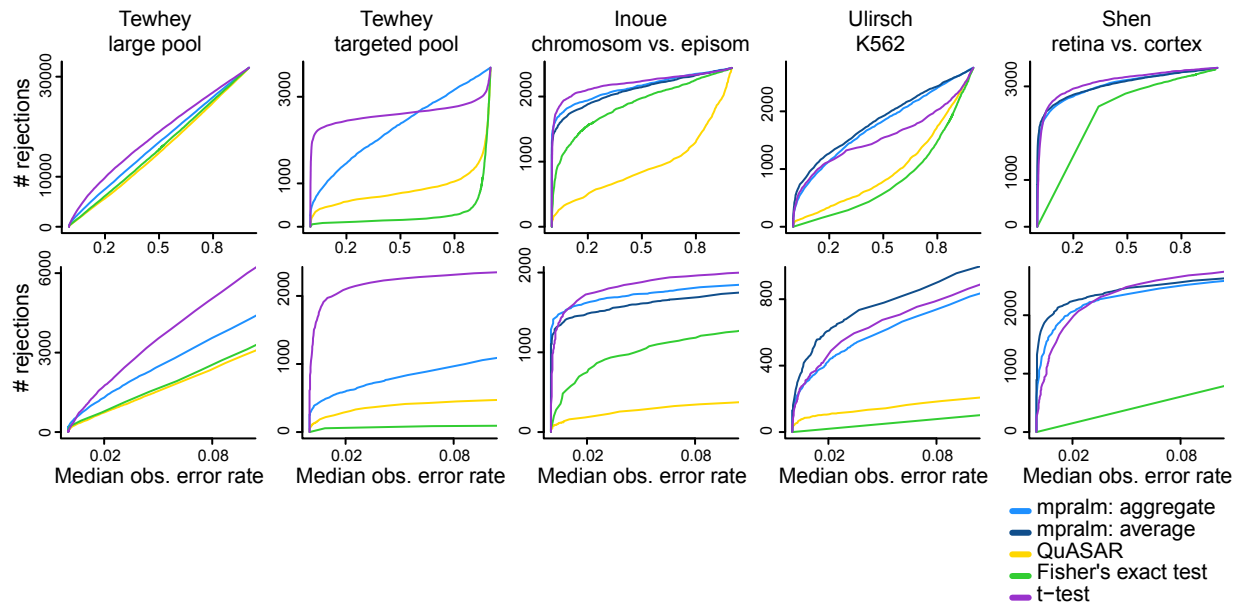 Tewhey
large pool
Tewhey
targeted pool
Inoue
chromosom vs. episom
Ulirsch
K562
Shen
retina vs. cortex
# rejections
0 10000 30000
0.2 0.5 0.8
0 1000 3000
0.2 0.5 0.8
0 1000 2000
0.2 0.5 0.8
0 1000 2000
0.2 0.5 0.8
0 1000 3000
0.2 0.5 0.8
# rejections
0 3000 6000
0.02 0.08
Median obs. error rate
0 1000 2000
0.02 0.08
Median obs. error rate
0 1000 2000
0.02 0.08
Median obs. error rate
0 400 800
0.02 0.08
Median obs. error rate
0 1000 2000
0.02 0.08
Median obs. error rate
mpralm: aggregate
mpralm: average
QuASAR
Fisher's exact test
t−test